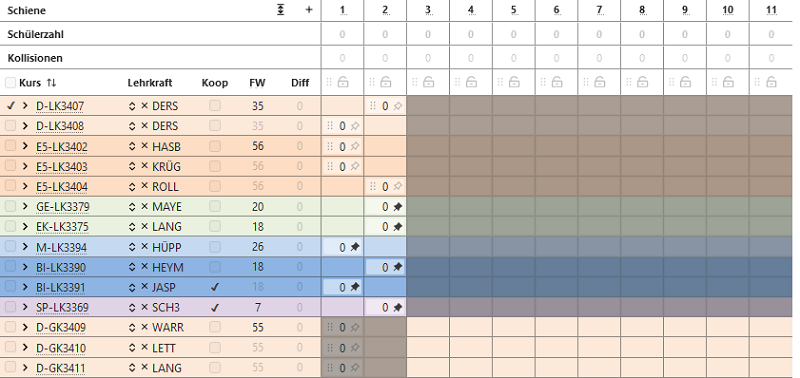 Schiene + 1 2 3 4 5 6 7 8 9 10 11
Schülerzahl 0 0 0 0 0 0 0 0 0 0 0
Kollisionen 0 0 0 0 0 0 0 0 0 0 0
Kurs Lehrkraft Koop FW Diff
D-LK3407 DERS 35 0 0
D-LK3408 DERS 35 0 0
E5-LK3402 HASB 56 0 0
E5-LK3403 KRÜG 56 0 0
E5-LK3404 ROLL 56 0 0
GE-LK3379 MAYE 20 0 0
EK-LK3375 LANG 18 0 0
M-LK3394 HÜPP 26 0 0
BI-LK3390 HEYM 18 0 0
BI-LK3391 JASP 18 0 0
SP-LK3369 SCH3 7 0 0
D-GK3409 WARR 55 0 0
D-GK3410 LETT 55 0 0
D-GK3411 LANG 55 0 0